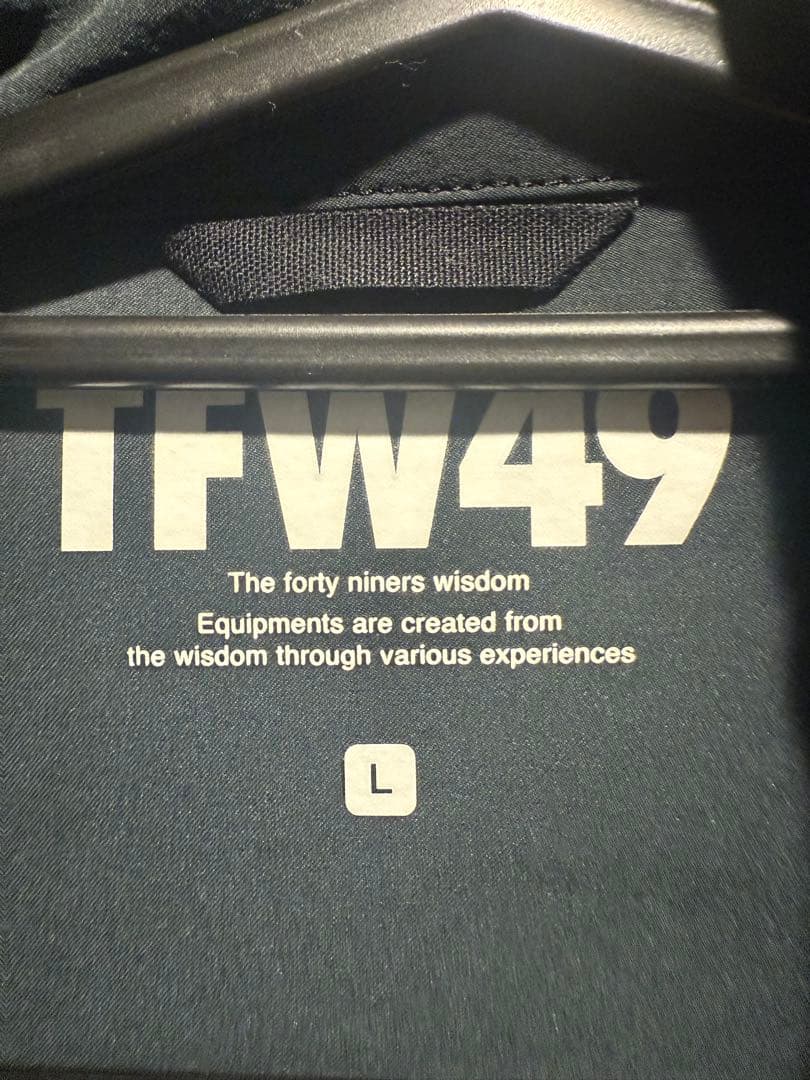 TFW49
The forty niners wisdom
Equipments are created from
the wisdom through various experiences
L